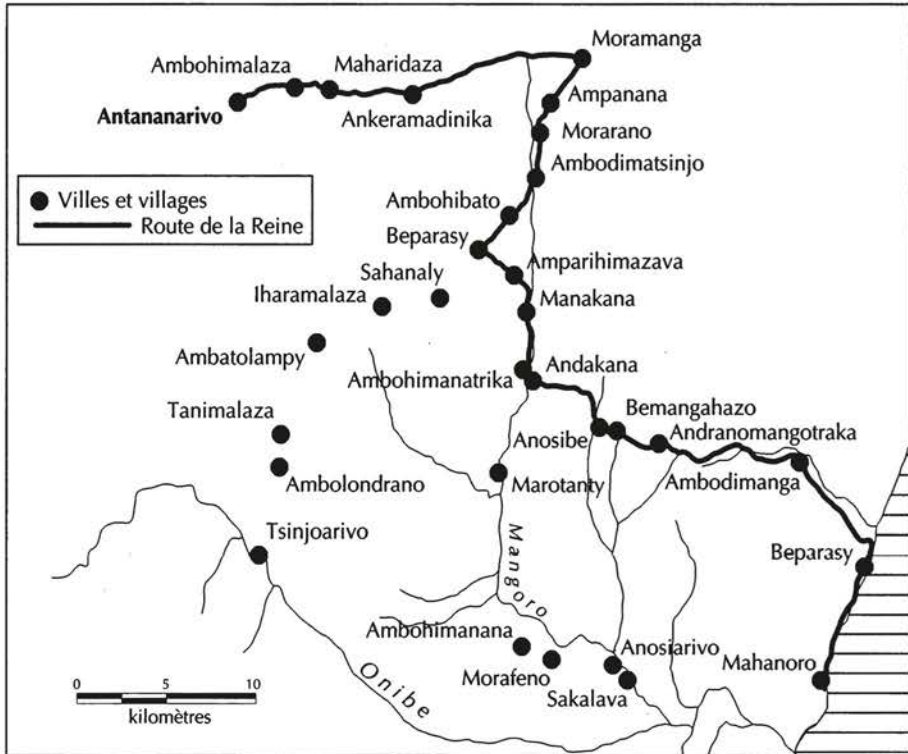 Moramanga
Ambohimalaza
Maharidaza
Antananarivo
Ankeramadinika
Ampanana
Morarano
Ambodimatsinjo
Villes et villages
Route de la Reine
Ambohibato
Beparasy
Amparihimazava
Sahanaly
Iharamalaza
Manakana
Ambatolampy
Ambohimanatrika
Andakana
Tanimalaza
Anosibe
Bemangahazo
Andranomangotraka
Ambolondrano
Marotanty
Ambodimanga
Tsinjoarivo
Mangoro
Beparasy
Ambohimanana
Onibe
Morafeno
Anosiarivo
Sakalava
Mahanoro
0 5 10
kilomètres